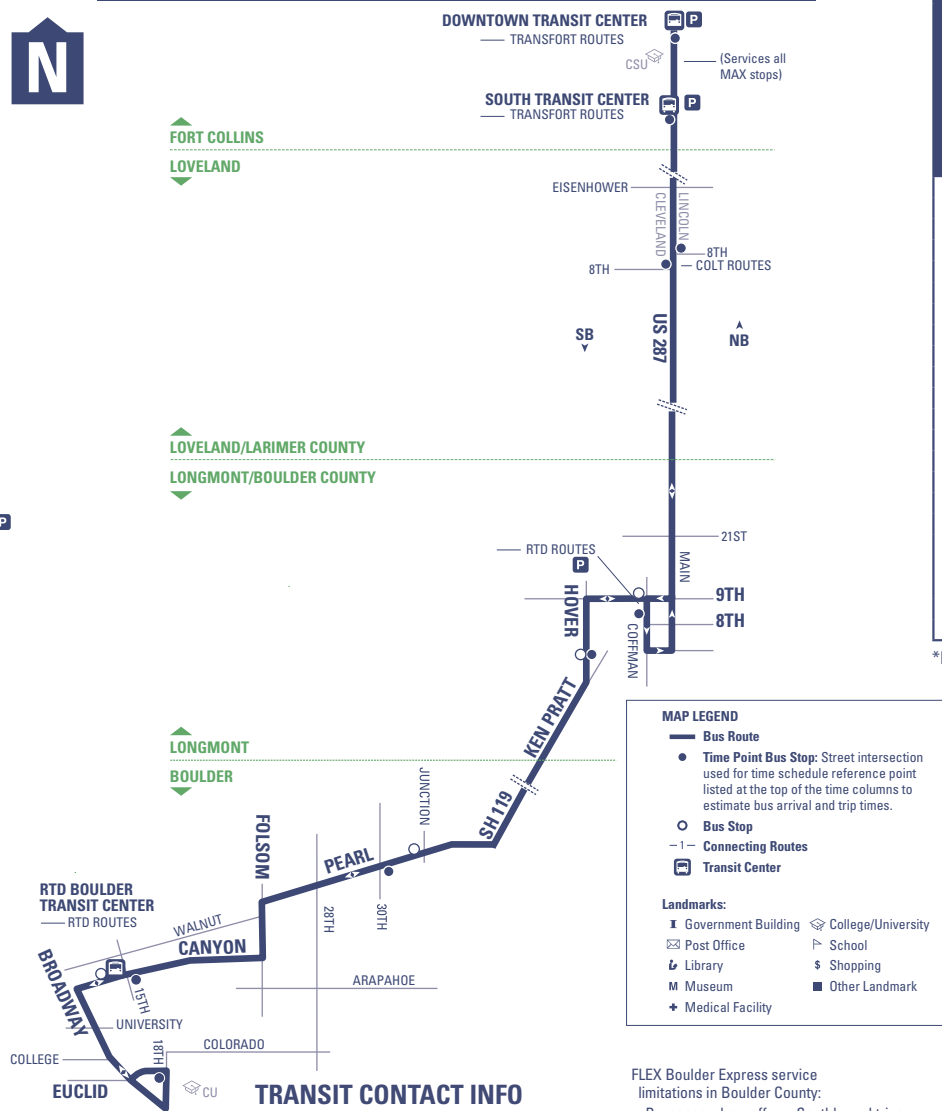 N
DOWNTOWN TRANSIT CENTER
P
TRANSFORT ROUTES
CSU
(Services all
MAX stops)
SOUTH TRANSIT CENTER
P
TRANSFORT ROUTES
FORT COLLINS
LOVELAND
EISENHOWER
CLEVELAND
LINCOLN
8TH
COLT ROUTES
8TH
US 287
SB
NB
LOVELAND/LARIMER COUNTY
LONGMONT/BOULDER COUNTY
P
21ST
RTD ROUTES
P
MAIN
HOVER
9TH
8TH
COFFMAN
KEN PRATT
LONGMONT
BOULDER
JUNCTION
SH 119
FOLSOM
PEARL
28TH
30TH
RTD BOULDER
TRANSIT CENTER
RTD ROUTES
WALNUT
CANYON
BROADWAY
15TH
ARAPAHOE
UNIVERSITY
COLORADO
COLLEGE
18TH
EUCLID
CU
MAP LEGEND
Bus Route
Time Point Bus Stop: Street intersection
used for time schedule reference point
listed at the top of the time columns to
estimate bus arrival and trip times.
Bus Stop
–1– Connecting Routes
Transit Center
Landmarks:
Government Building
College/University
Post Office
School
Library
$ Shopping
M Museum
Other Landmark
Medical Facility
TRANSIT CONTACT INFO
FLEX Boulder Express service
limitations in Boulder County: